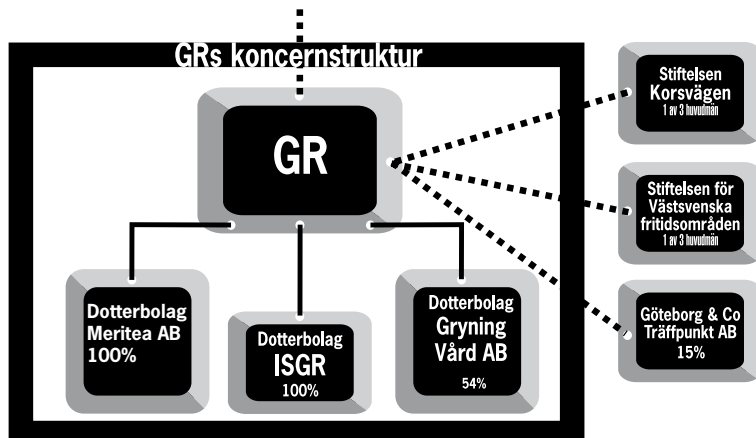 GRs koncernstruktur
GR
Dotterbolag
Meritea AB
100%
Dotterbolag
ISGR
100%
Dotterbolag
Gryning
Vård AB
54%
Stiftelsen
Korsvägen
1 av 3 huvudmän
Stiftelsen för
Västsvenska
fritidsområden
1 av 3 huvudmän
Göteborg & Co
Träffpunkt AB
15%